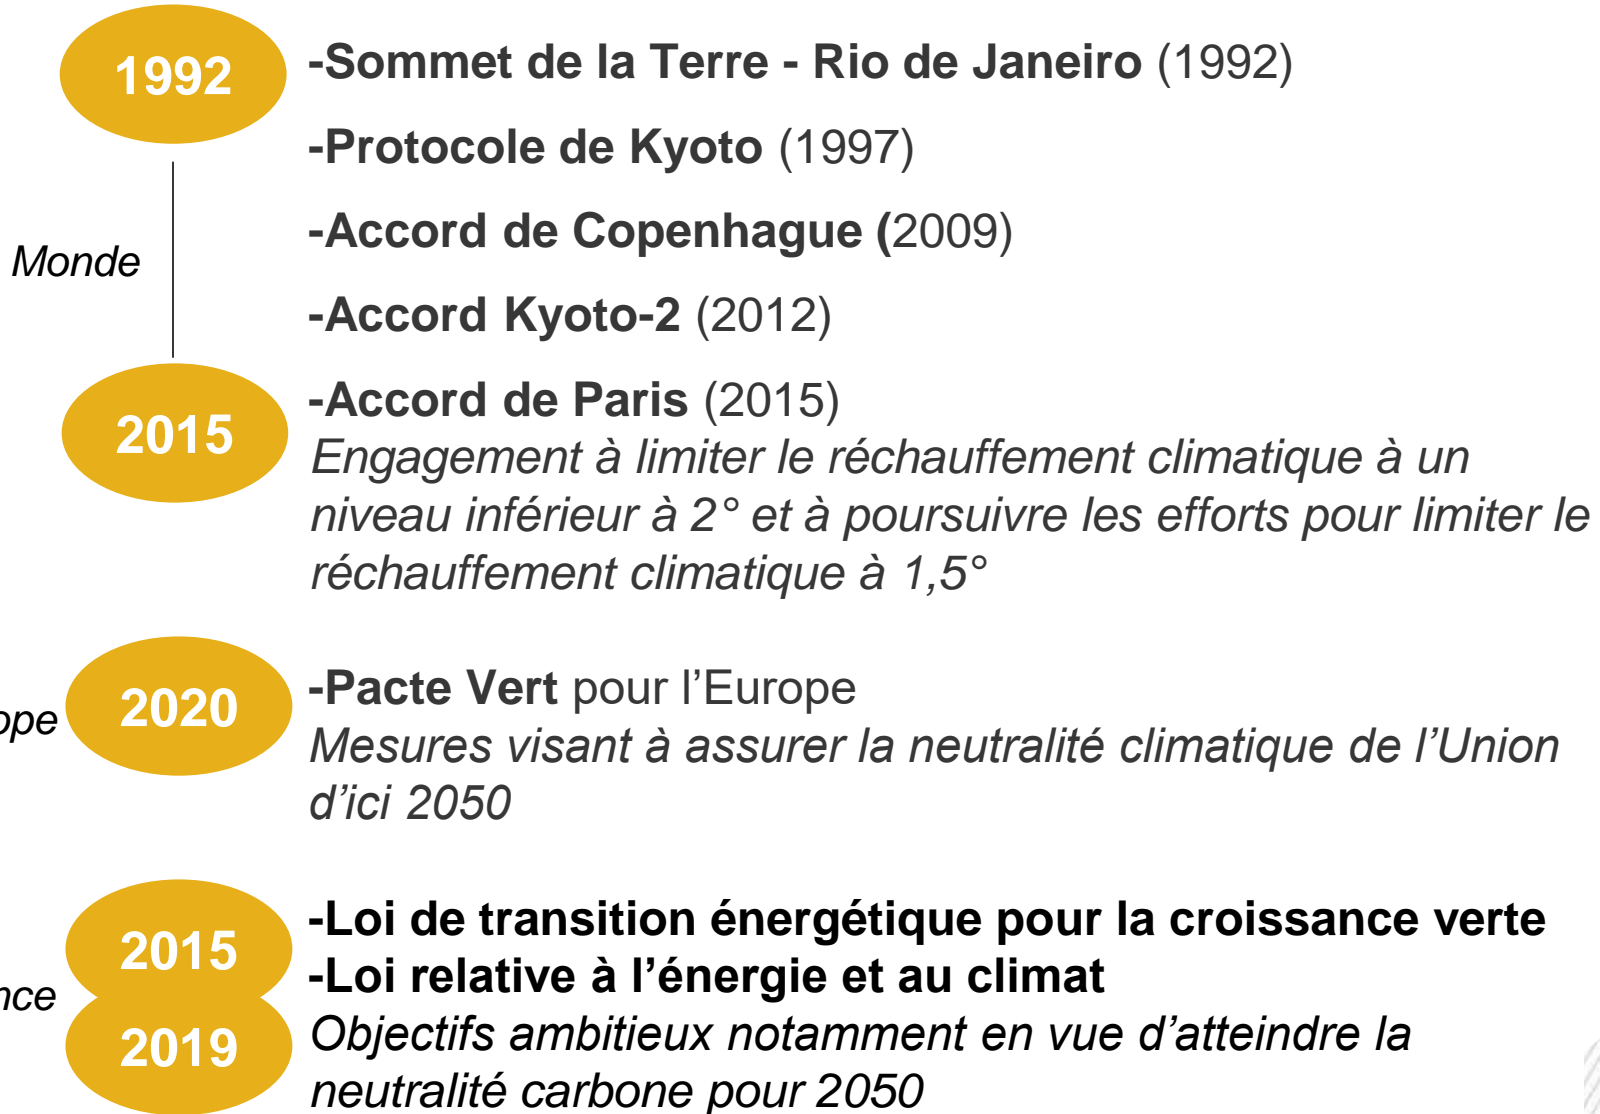 1992
-Sommet de la Terre - Rio de Janeiro (1992)
-Protocole de Kyoto (1997)
-Accord de Copenhague (2009)
Monde
-Accord Kyoto-2 (2012)
2015
-Accord de Paris (2015)
Engagement à limiter le réchauffement climatique à un
niveau inférieur à 2° et à poursuivre les efforts pour limiter le
réchauffement climatique à 1,5°
ope
2020
-Pacte Vert pour l’Europe
Mesures visant à assurer la neutralité climatique de l’Union
d’ici 2050
nce
2015
2019
-Loi de transition énergétique pour la croissance verte
-Loi relative à l’énergie et au climat
Objectifs ambitieux notamment en vue d’atteindre la
neutralité carbone pour 2050